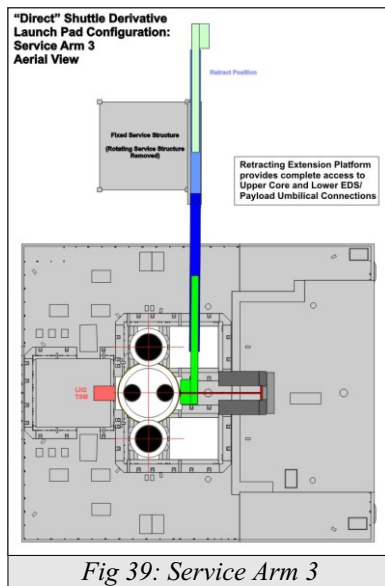 “Direct” Shuttle Derivative
Launch Pad Configuration:
Service Arm 3
Aerial View
Retract Position
Fixed Service Structure
(Rotating Service Structure
Removed)
Retracting Extension Platform
provides complete access to
Upper Core and Lower EDS/
Payload Umbilical Connections
LH2
TSM
Fig 39: Service Arm 3